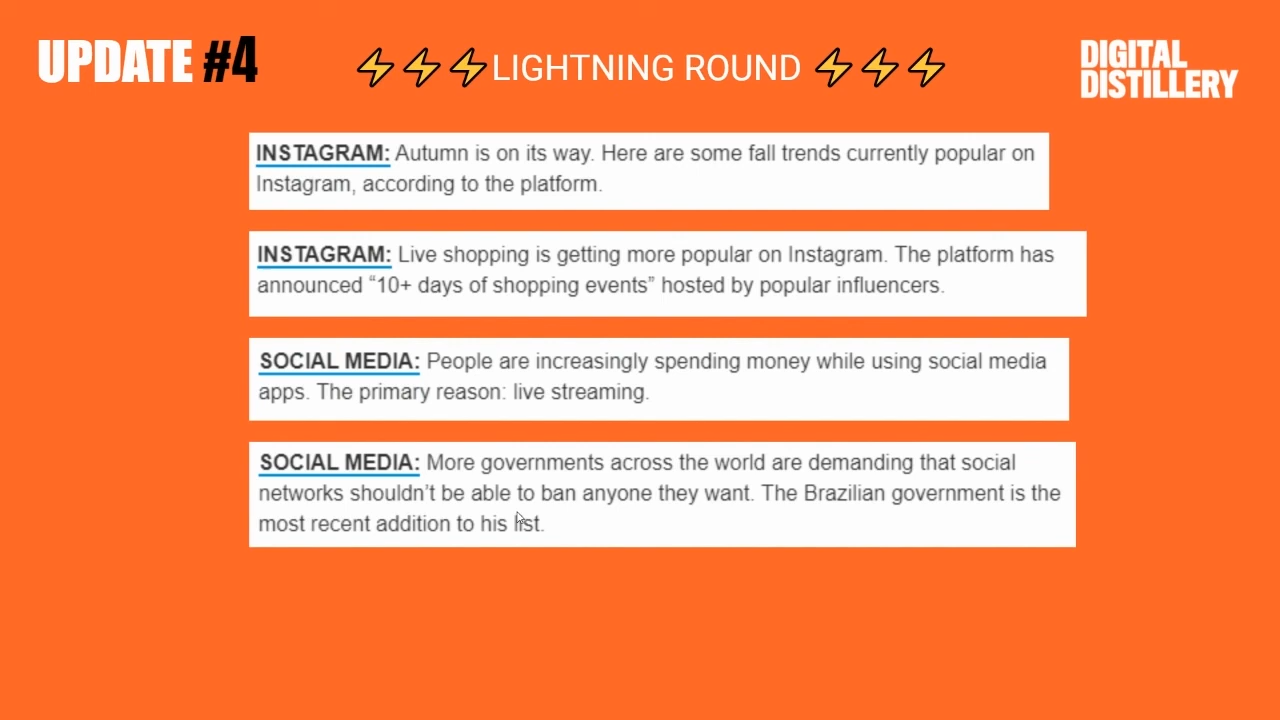 UPDATE #4
⚡⚡⚡LIGHTNING ROUND ⚡⚡⚡
DIGITAL
DISTILLERY
INSTAGRAM: Autumn is on its way. Here are some fall trends currently popular on
Instagram, according to the platform.
INSTAGRAM: Live shopping is getting more popular on Instagram. The platform has
announced “10+ days of shopping events” hosted by popular influencers.
SOCIAL MEDIA: People are increasingly spending money while using social media
apps. The primary reason: live streaming.
SOCIAL MEDIA: More governments across the world are demanding that social
networks shouldn’t be able to ban anyone they want. The Brazilian government is the
most recent addition to his list.